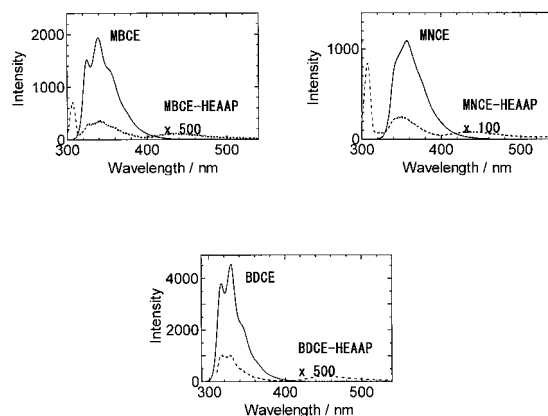 MBCE
2000
1000
0
Intensity
MBCE-HEAAP
x 500
300 400 500
Wavelength / nm
MNCE
1000
0
Intensity
MNCE-HEAAP
x 100
300 400 500
Wavelength / nm
BDCE
4000
2000
0
Intensity
BDCE-HEAAP
x 500
300 400 500
Wavelength / nm